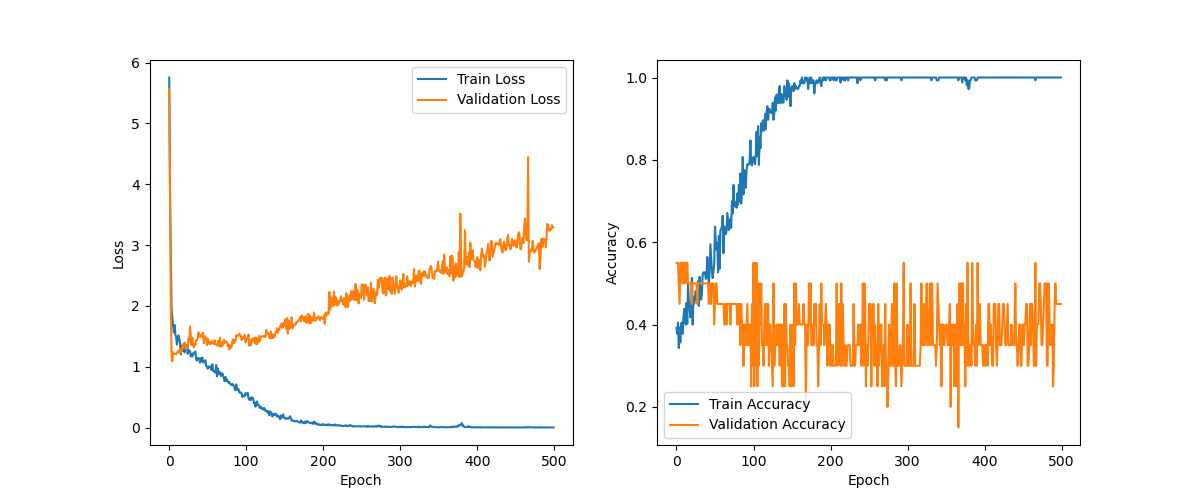 6
5
4
3
2
1
0
Loss
0 100 200 300 400 500
Epoch
Train Loss
Validation Loss
1.0
0.8
0.6
0.4
0.2
Accuracy
0 100 200 300 400 500
Epoch
Train Accuracy
Validation Accuracy